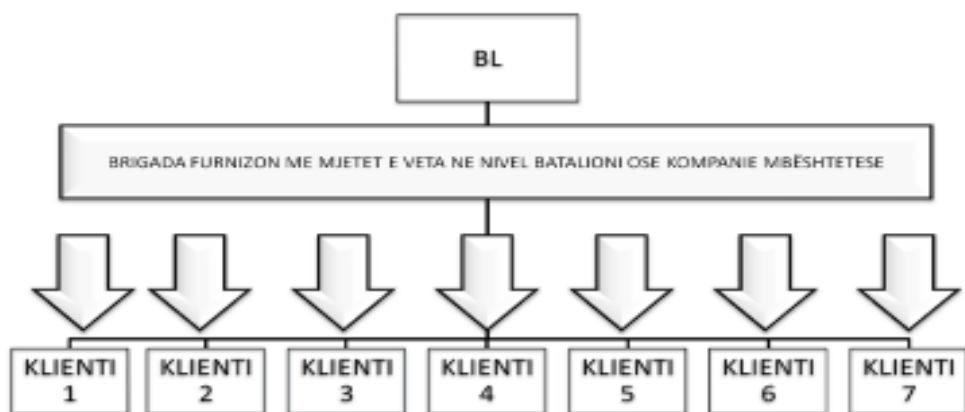 BL
BRIGADA FURNIZON ME MJETET E VETA NE NIVEL BATALIONI OSE KOMPANIE MBËSHTETESE
KLIENTI 1
KLIENTI 2
KLIENTI 3
KLIENTI 4
KLIENTI 5
KLIENTI 6
KLIENTI 7